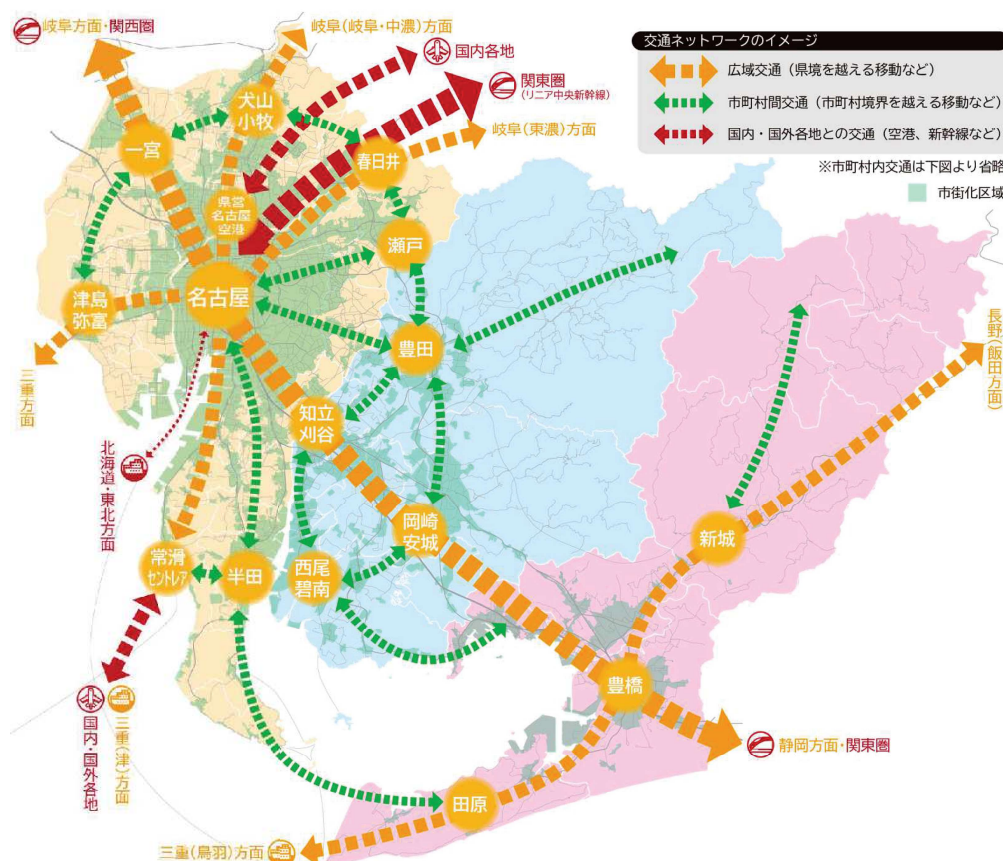 岐阜方面・関西圏
岐阜(岐阜・中濃)方面
国内各地
関東圏
(リニア中央新幹線)
岐阜(東濃)方面
交通ネットワークのイメージ
広域交通（県境を越える移動など）
市町村間交通（市町村境界を越える移動など）
国内・国外各地との交通（空港、新幹線など）
※市町村内交通は下図より省略
市街化区域
犬山
小牧
一宮
春日井
県営
名古屋
空港
瀬戸
津島
弥富
名古屋
豊田
三重方面
長野(飯田方面)
知立
刈谷
北海道・東北方面
岡崎
安城
新城
常滑
セントレア
半田
西尾
碧南
豊橋
国内・国外各地
三重(津)方面
静岡方面・関東圏
田原
三重(鳥羽)方面